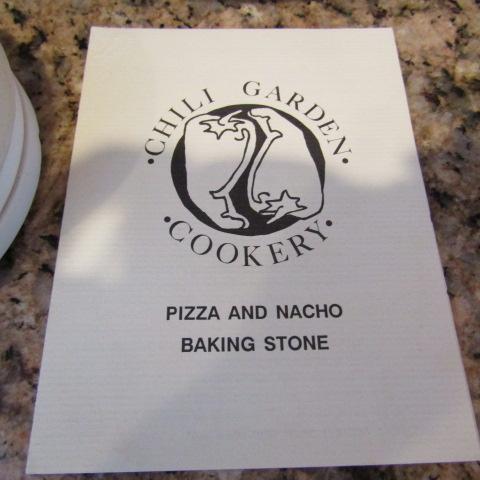 •CHILI GARDEN•
•COOKERY•
PIZZA AND NACHO
BAKING STONE